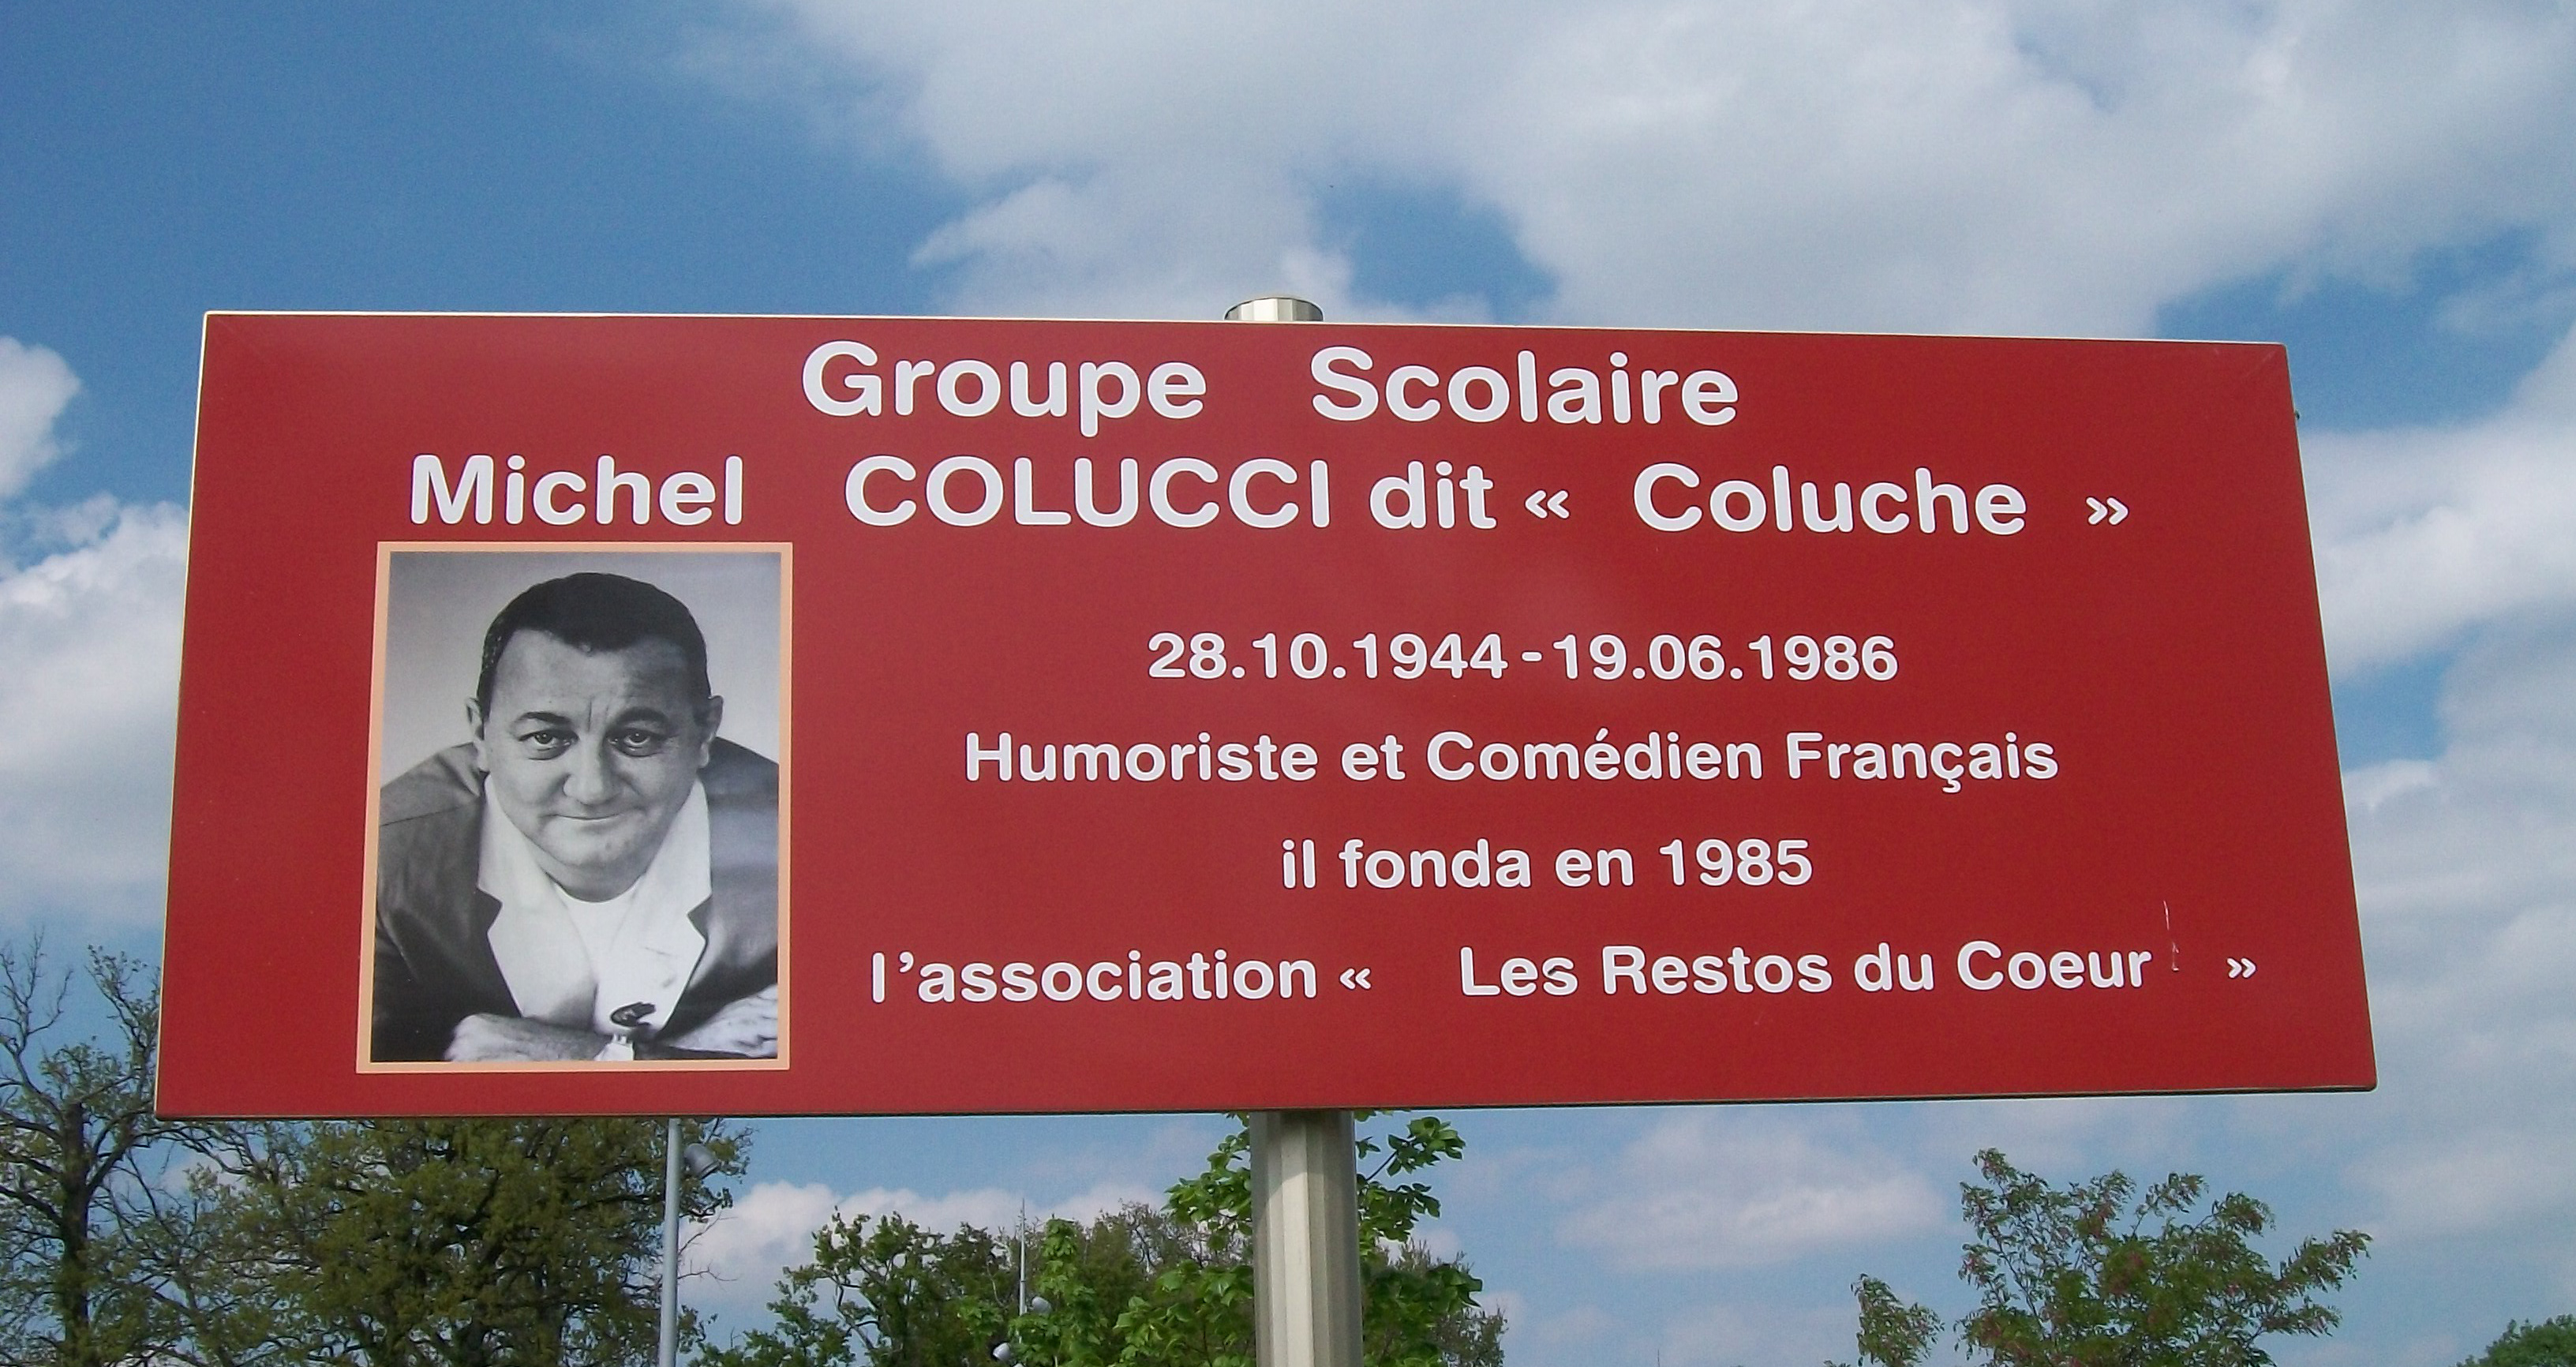 Groupe Scolaire
Michel COLUCCI dit « Coluche »
28.10.1944-19.06.1986
Humoriste et Comédien Français
il fonda en 1985
l'association « Les Restos du Coeur »